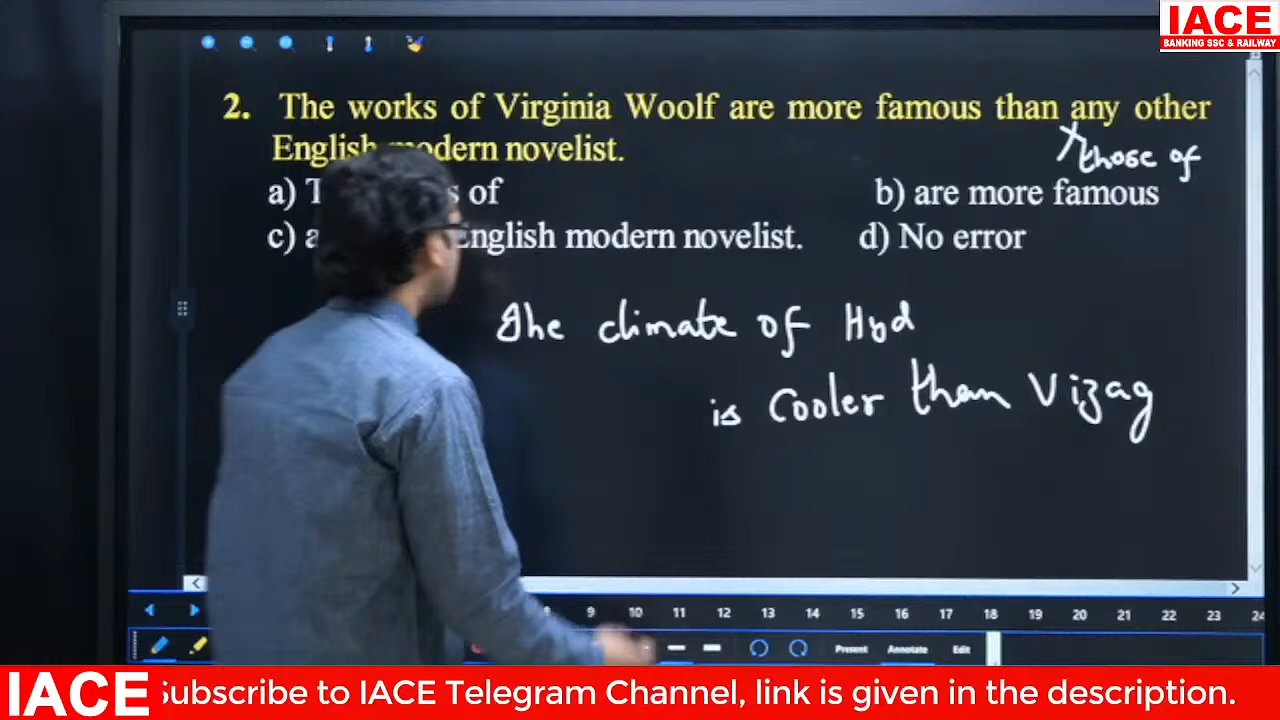 IACE
BANKING SSC & RAILWAY
2. The works of Virginia Woolf are more famous than any other
those of
English modern novelist.
a) T s of
b) are more famous
c) a English modern novelist.
d) No error
The climate of Hyd
is Cooler than Vizag
8 9 10 11 12 13 14 15 16 17 18 19 20 21 22 23 24
Present Annotate Edit
IACE Subscribe to IACE Telegram Channel, link is given in the description.